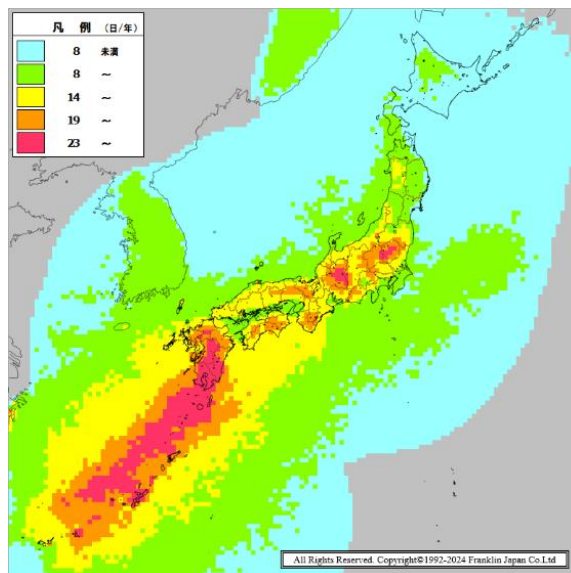 凡 例 (日/年)
8 未満
8 ～
14 ～
19 ～
23 ～
All Rights Reserved. Copyright©1992-2024 Franklin Japan Co.Ltd